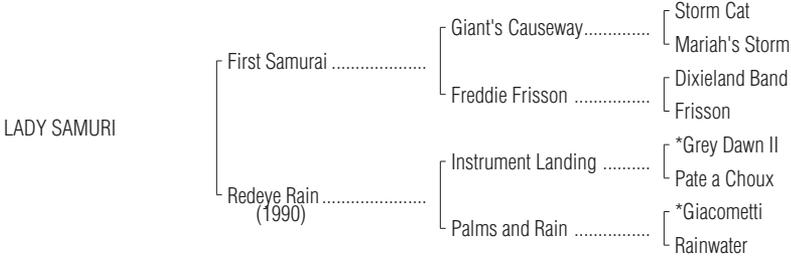 Storm Cat
Giant's Causeway..............
Mariah's Storm
First Samurai ....................
Dixieland Band
Freddie Frisson ................
Frisson
LADY SAMURI
*Grey Dawn II
Instrument Landing ..........
Pate a Choux
Redeye Rain......................
(1990)
*Giacometti
Palms and Rain ................
Rainwater